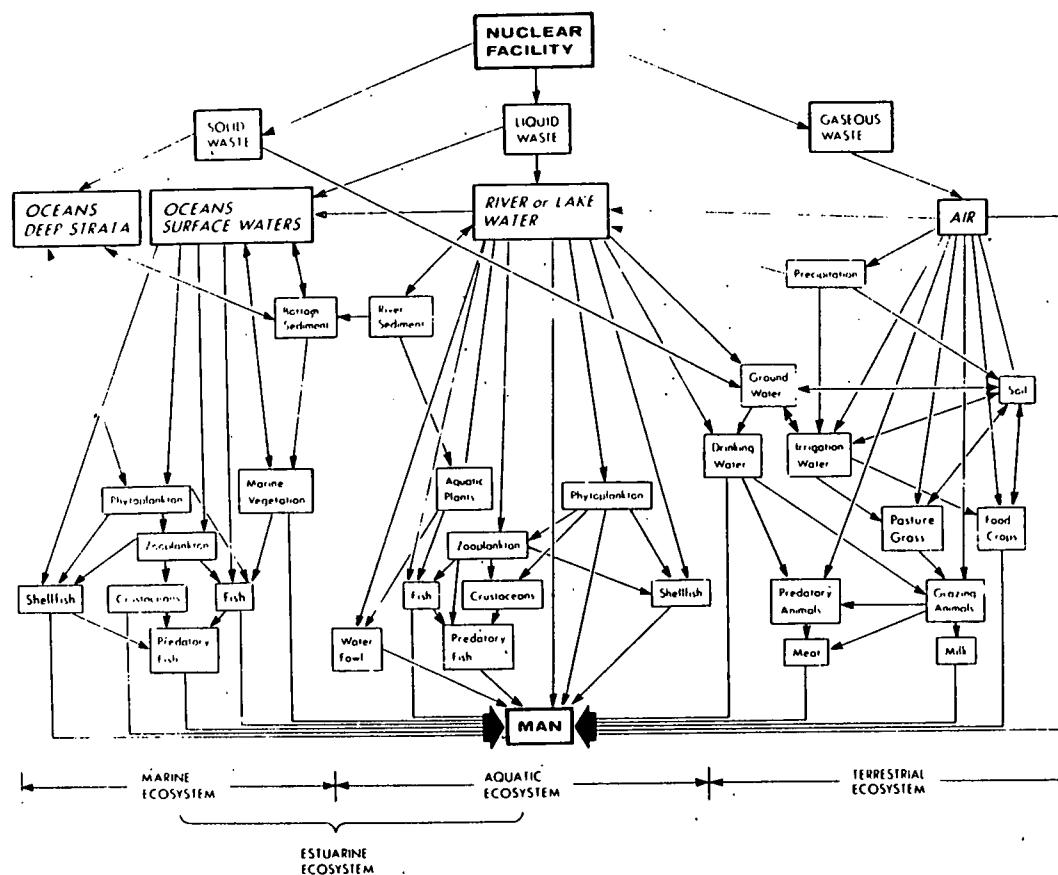 NUCLEAR
FACILITY
SOLID
WASTE
LIQUID
WASTE
GASEOUS
WASTE
OCEANS
DEEP STRATA
OCEANS
SURFACE WATERS
RIVER or LAKE
WATER
AIR
Precipitation
Bottom
Sediment
River
Sediment
Ground
Water
Soil
Drinking
Water
Irrigation
Water
Marine
Vegetation
Aquatic
Plants
Phytoplankton
Phytoplankton
Pasture
Grass
Food
Crops
Zooplankton
Zooplankton
Shellfish
Crustaceans
Fish
Fish
Crustaceans
Shellfish
Predatory
Animals
Grazing
Animals
Predatory
Fish
Water
Fowl
Predatory
Fish
Meat
Milk
MAN
MARINE
ECOSYSTEM
AQUATIC
ECOSYSTEM
TERRESTRIAL
ECOSYSTEM
ESTUARINE
ECOSYSTEM